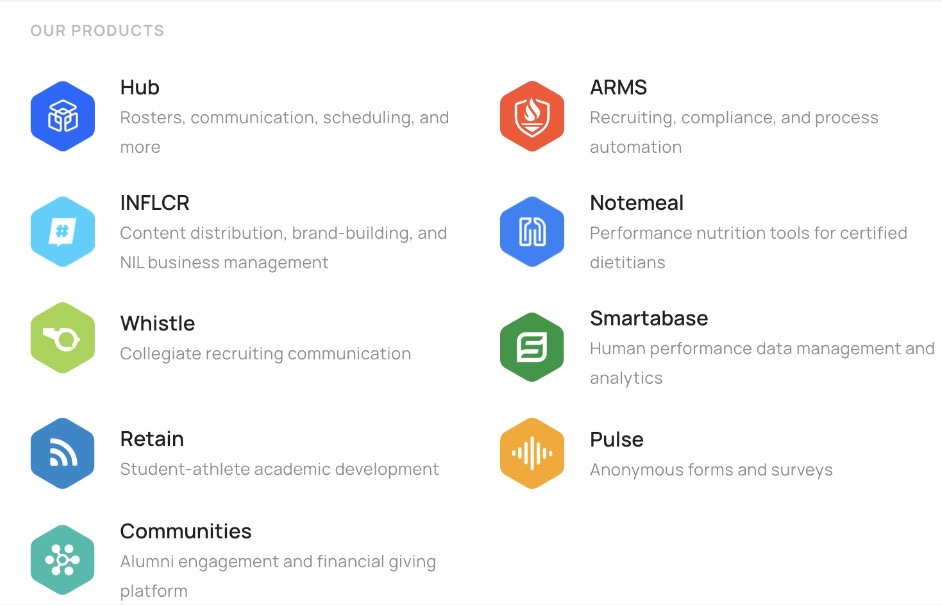 OUR PRODUCTS
Hub
Rosters, communication, scheduling, and
more
ARMS
Recruiting, compliance, and process
automation
INFLCR
Content distribution, brand-building, and
NIL business management
Notemeal
Performance nutrition tools for certified
dietitians
Whistle
Collegiate recruiting communication
Smartabase
Human performance data management and
analytics
Retain
Student-athlete academic development
Pulse
Anonymous forms and surveys
Communities
Alumni engagement and financial giving
platform